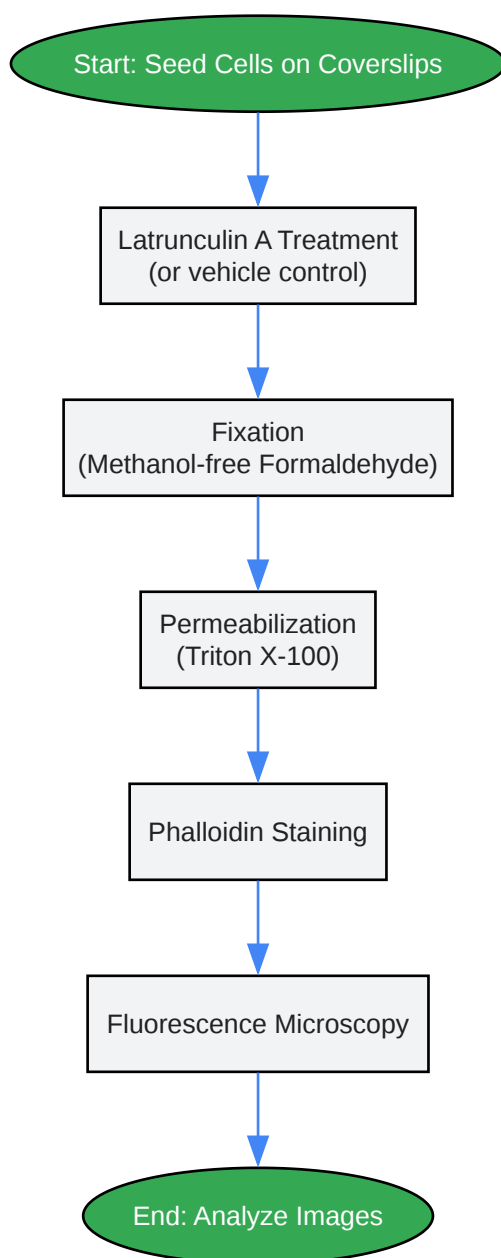 Start: Seed Cells on Coverslips
Latrunculin A Treatment
(or vehicle control)
Fixation
(Methanol-free Formaldehyde)
Permeabilization
(Triton X-100)
Phalloidin Staining
Fluorescence Microscopy
End: Analyze Images